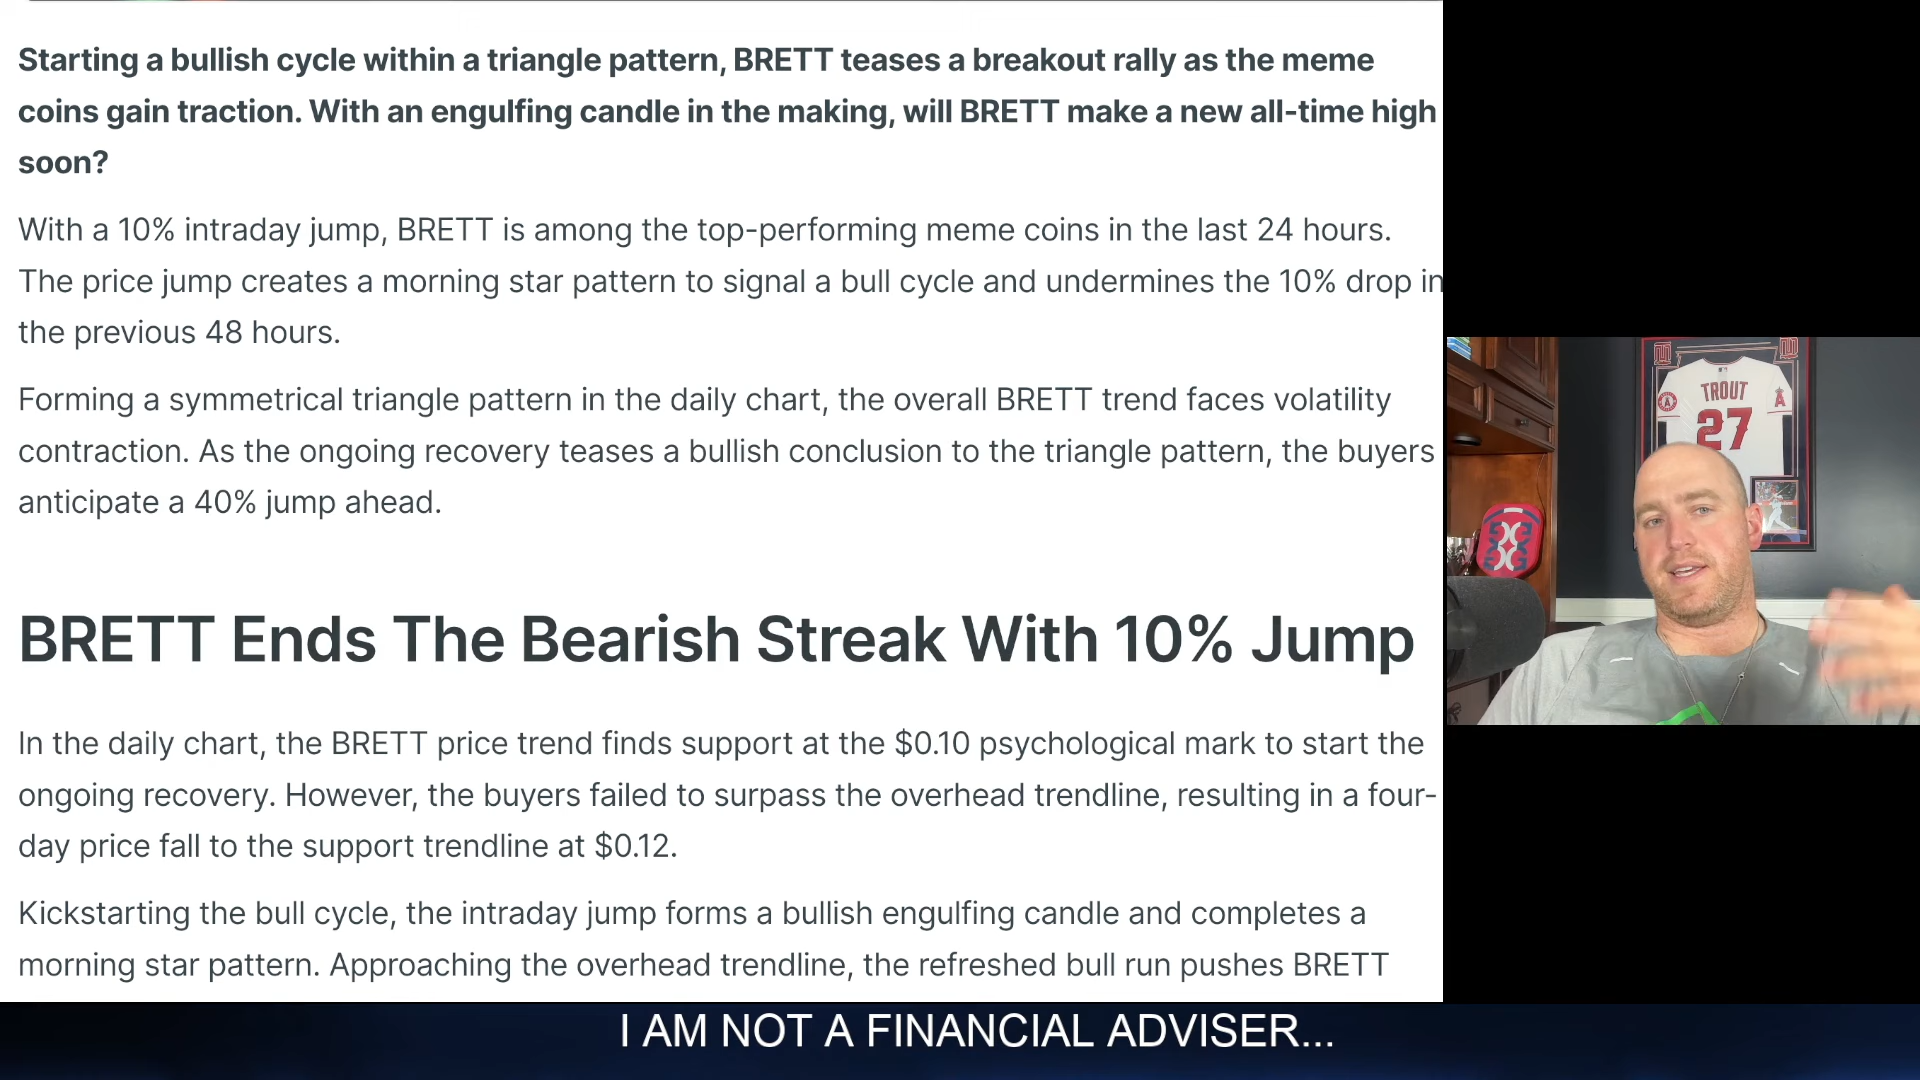 Starting a bullish cycle within a triangle pattern, BRETT teases a breakout rally as the meme
coins gain traction. With an engulfing candle in the making, will BRETT make a new all-time high
soon?
With a 10% intraday jump, BRETT is among the top-performing meme coins in the last 24 hours.
The price jump creates a morning star pattern to signal a bull cycle and undermines the 10% drop in
the previous 48 hours.
Forming a symmetrical triangle pattern in the daily chart, the overall BRETT trend faces volatility
contraction. As the ongoing recovery teases a bullish conclusion to the triangle pattern, the buyers
anticipate a 40% jump ahead.
BRETT Ends The Bearish Streak With 10% Jump
In the daily chart, the BRETT price trend finds support at the $0.10 psychological mark to start the
ongoing recovery. However, the buyers failed to surpass the overhead trendline, resulting in a four-
day price fall to the support trendline at $0.12.
Kickstarting the bull cycle, the intraday jump forms a bullish engulfing candle and completes a
morning star pattern. Approaching the overhead trendline, the refreshed bull run pushes BRETT
TROUT
27
A
I AM NOT A FINANCIAL ADVISER...